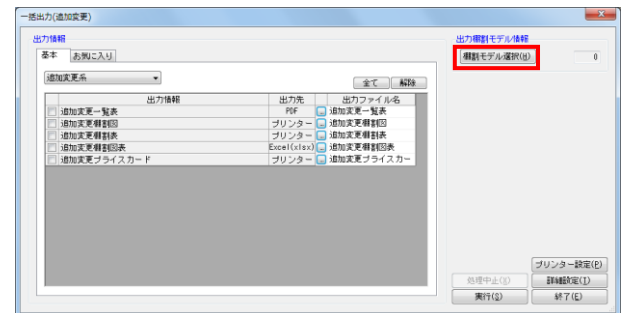 一括出力(追加変更)
出力情報
基本 お気に入り
追加変更系
全て 解除
出力情報 出力先 出力ファイル名
追加変更一覧表 PDF 追加変更一覧表
追加変更棚割図 プリンター 追加変更棚割図
追加変更棚割表 プリンター 追加変更棚割表
追加変更棚割図表 Excel(xlsx) 追加変更棚割図表
追加変更プライスカード プリンター 追加変更プライスカー
出力棚割モデル情報
棚割モデル選択(M) 0
プリンター設定(P)
処理中止(X) 詳細設定(I)
実行(S) 終了(E)